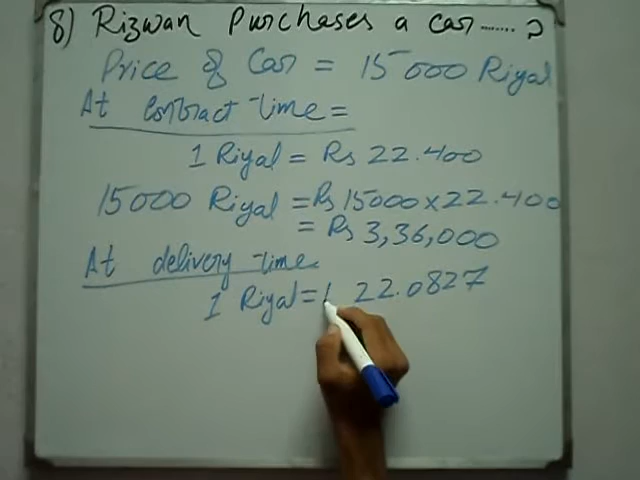 8) Rizwan Purchases a car ...... ?
Price of Car = 15000 Riyal
At contract time =
1 Riyal = Rs 22.400
15000 Riyal = Rs 15000 × 22.400
= Rs 3,36,000
At delivery time
1 Riyal = 22.0827